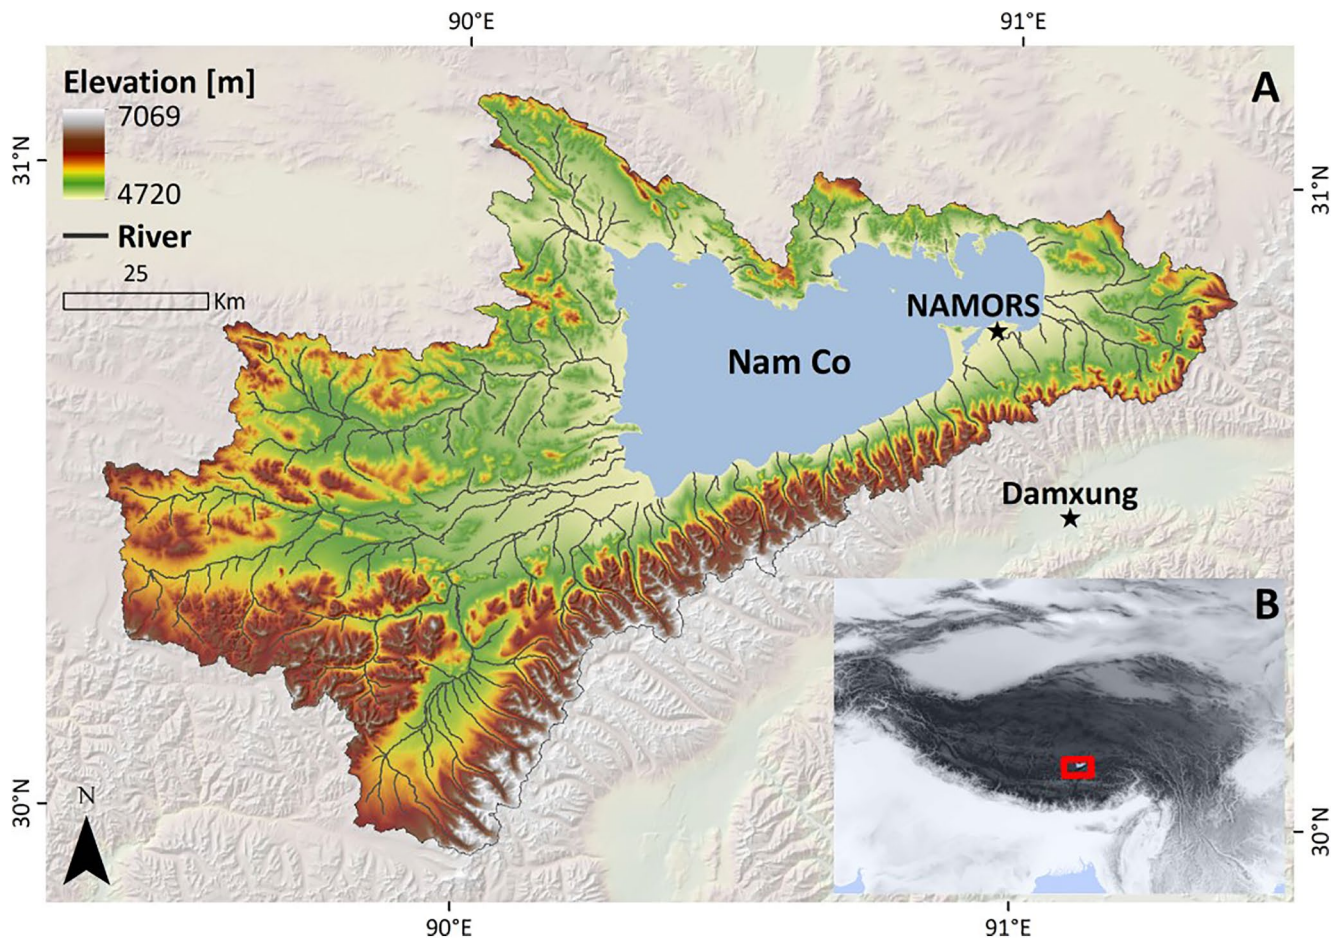 90°E
91°E
Elevation [m]
7069
4720
River
25
Km
A
31°N
31°N
NAMORS
Nam Co
Damxung
B
N
30°N
30°N
90°E
91°E